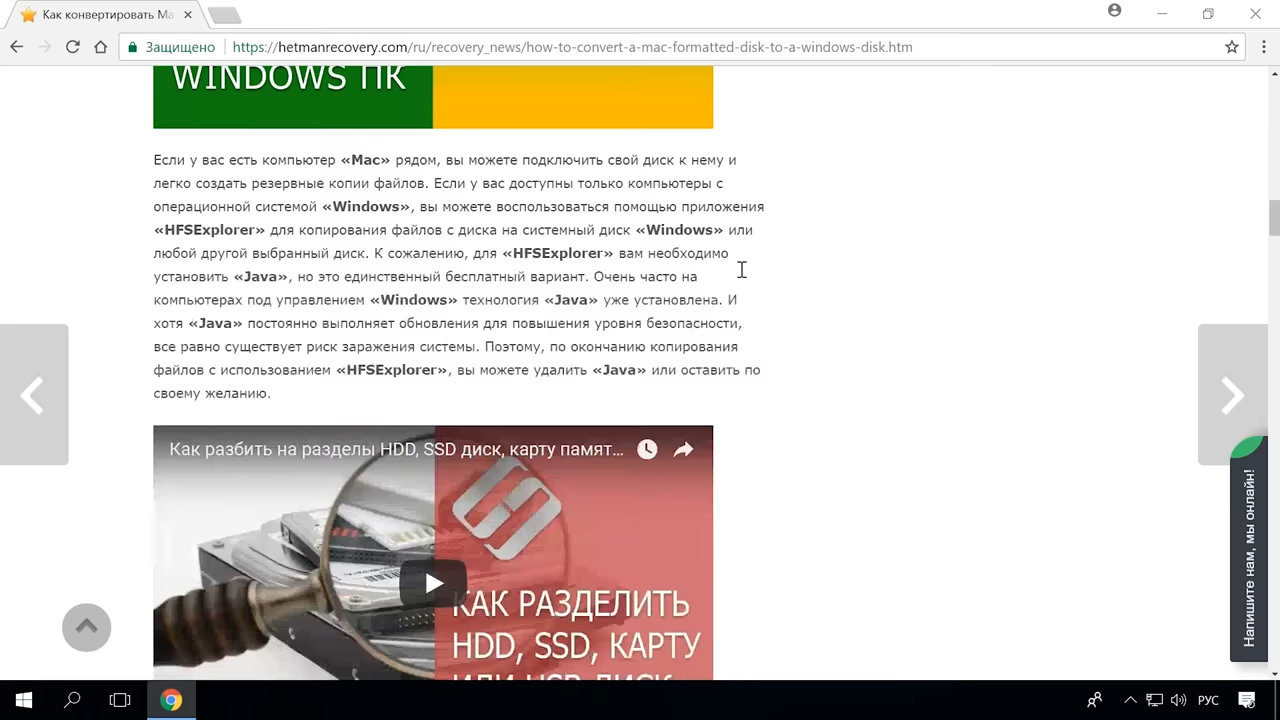 Как конвертировать Ma
Защищено
https://hetmanrecovery.com/ru/recovery_news/how-to-convert-a-mac-formatted-disk-to-a-windows-disk.htm
WINDOWS ПК
Если у вас есть компьютер «Mac» рядом, вы можете подключить свой диск к нему и
легко создать резервные копии файлов. Если у вас доступны только компьютеры с
операционной системой «Windows», вы можете воспользоваться помощью приложения
«HFSExplorer» для копирования файлов с диска на системный диск «Windows» или
любой другой выбранный диск. К сожалению, для «HFSExplorer» вам необходимо
установить «Java», но это единственный бесплатный вариант. Очень часто на
компьютерах под управлением «Windows» технология «Java» уже установлена. И
хотя «Java» постоянно выполняет обновления для повышения уровня безопасности,
все равно существует риск заражения системы. Поэтому, по окончанию копирования
файлов с использованием «HFSExplorer», вы можете удалить «Java» или оставить по
своему желанию.
Как разбить на разделы HDD, SSD диск, карту памят...
КАК РАЗДЕЛИТЬ
HDD, SSD, КАРТУ
ИЛИ USB ДИСК
Напишите нам, мы онлайн!
РУС